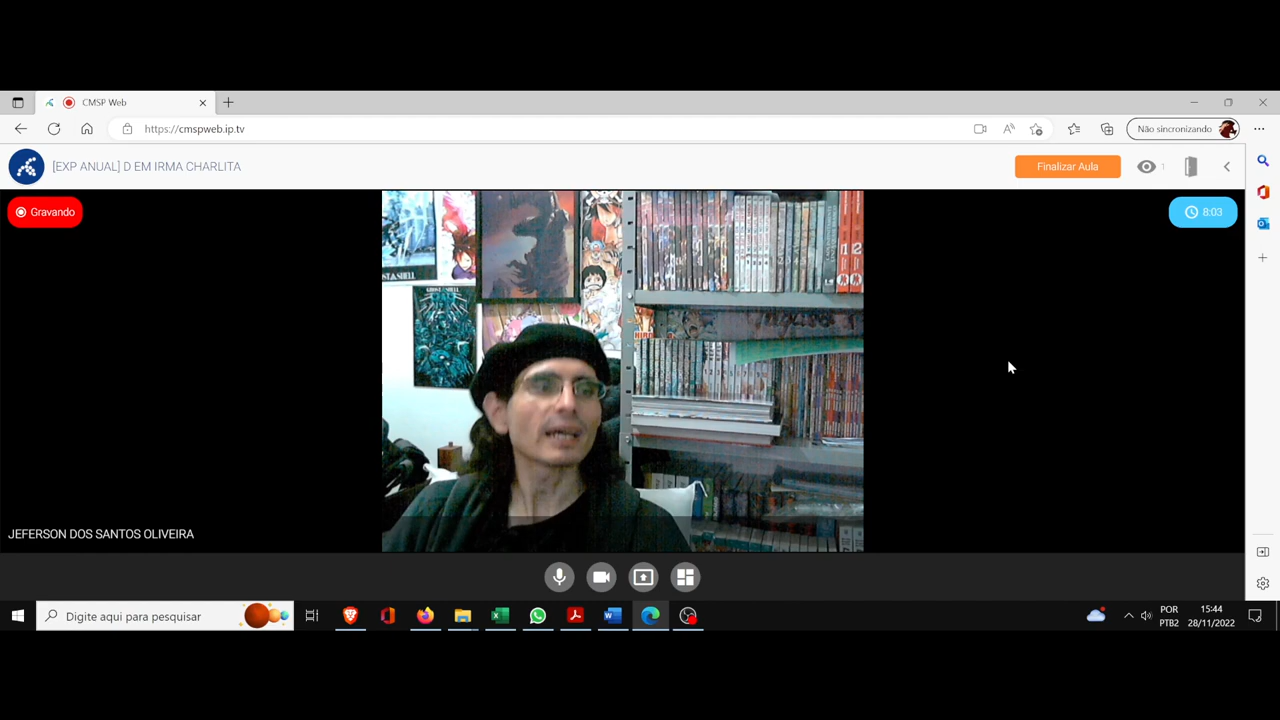 CMSP Web
https://cmspweb.ip.tv
Não sincronizando
[EXP ANUAL] D EM IRMA CHARLITA
Finalizar Aula
1
Gravando
8:03
JEFERSON DOS SANTOS OLIVEIRA
Digite aqui para pesquisar
POR
PTB2
15:44
28/11/2022